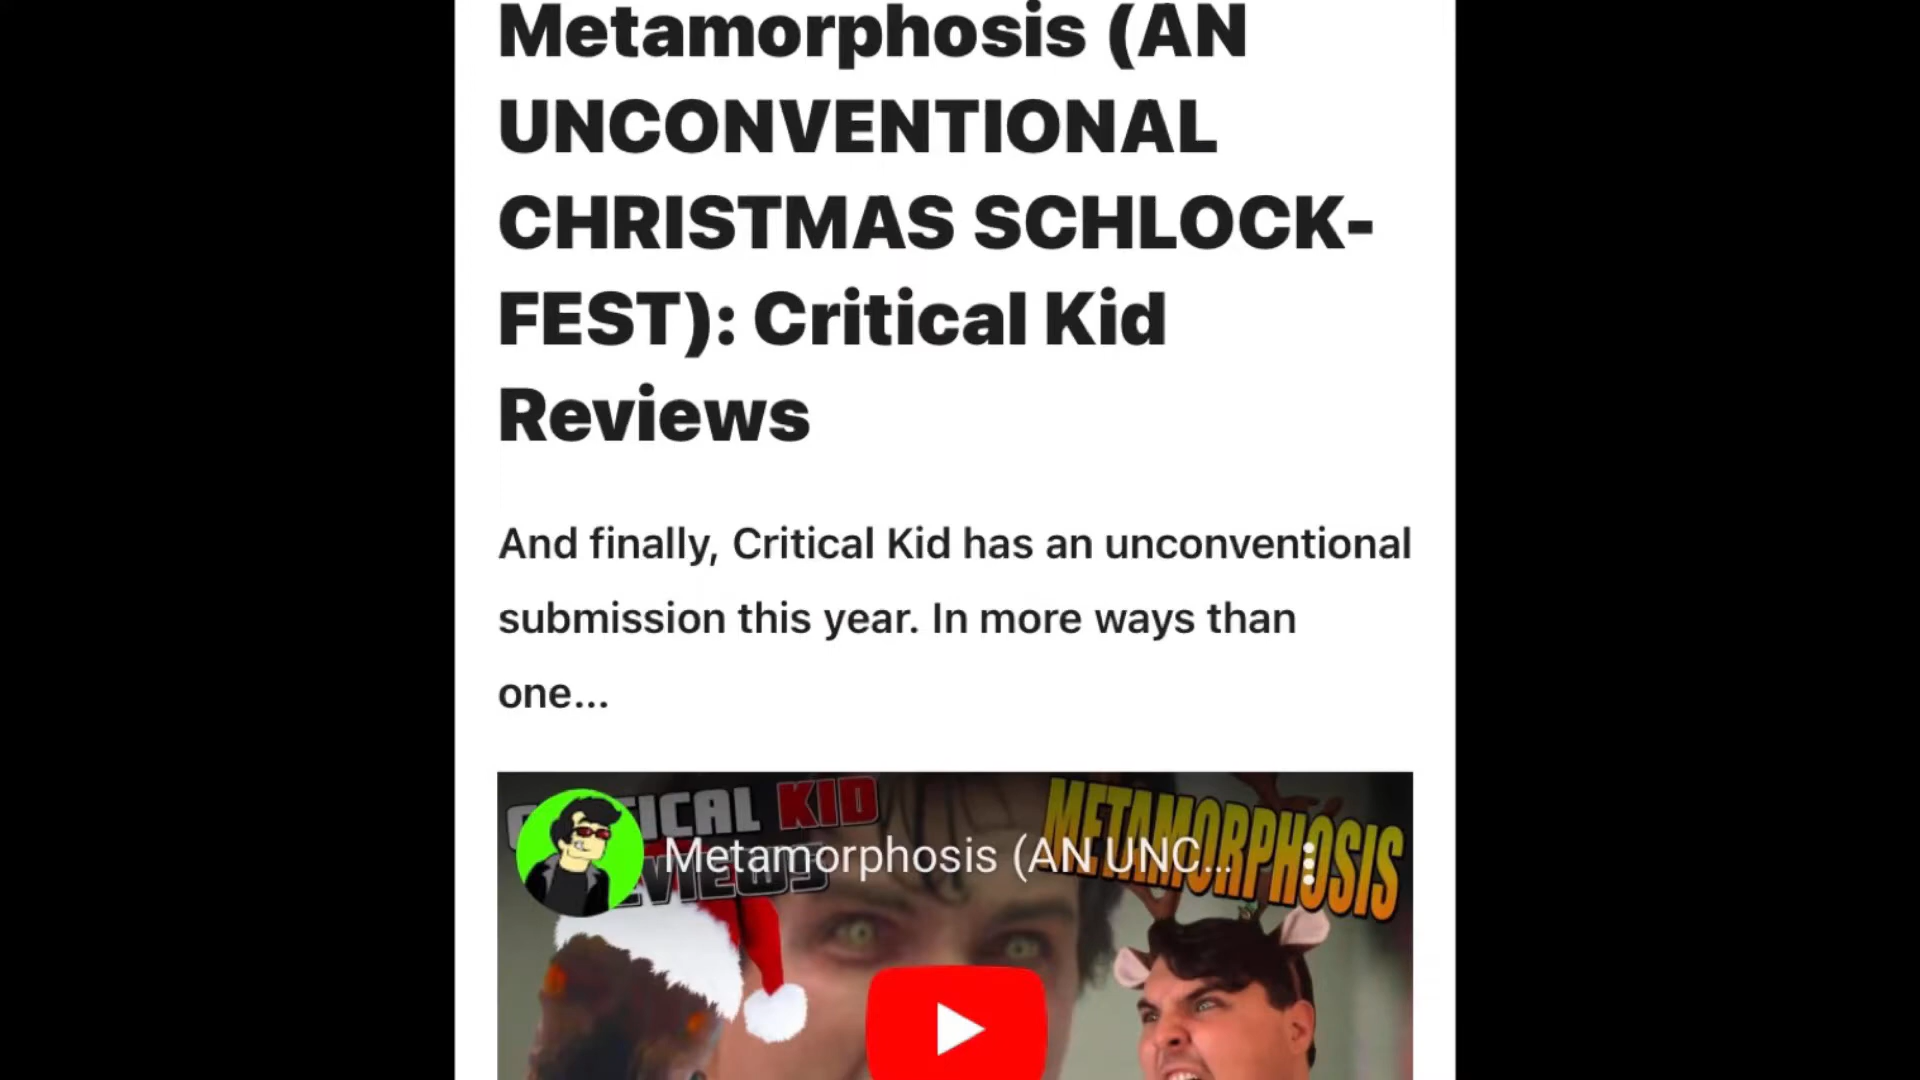 Metamorphosis (AN
UNCONVENTIONAL
CHRISTMAS SCHLOCK-
FEST): Critical Kid
Reviews
And finally, Critical Kid has an unconventional
submission this year. In more ways than
one...
KID
METAMORPHOSIS
Metamorphosis (AN UNC...